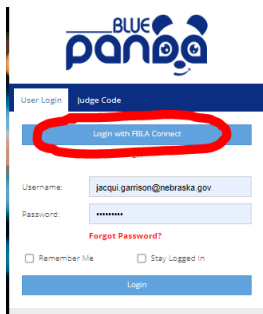 BLUE
panda
User Login Judge Code
Login with FBLA Connect
Username: jacqui.garrison@nebraska.gov
Password: •••••••••
Forgot Password?
Remember Me Stay Logged In
Login